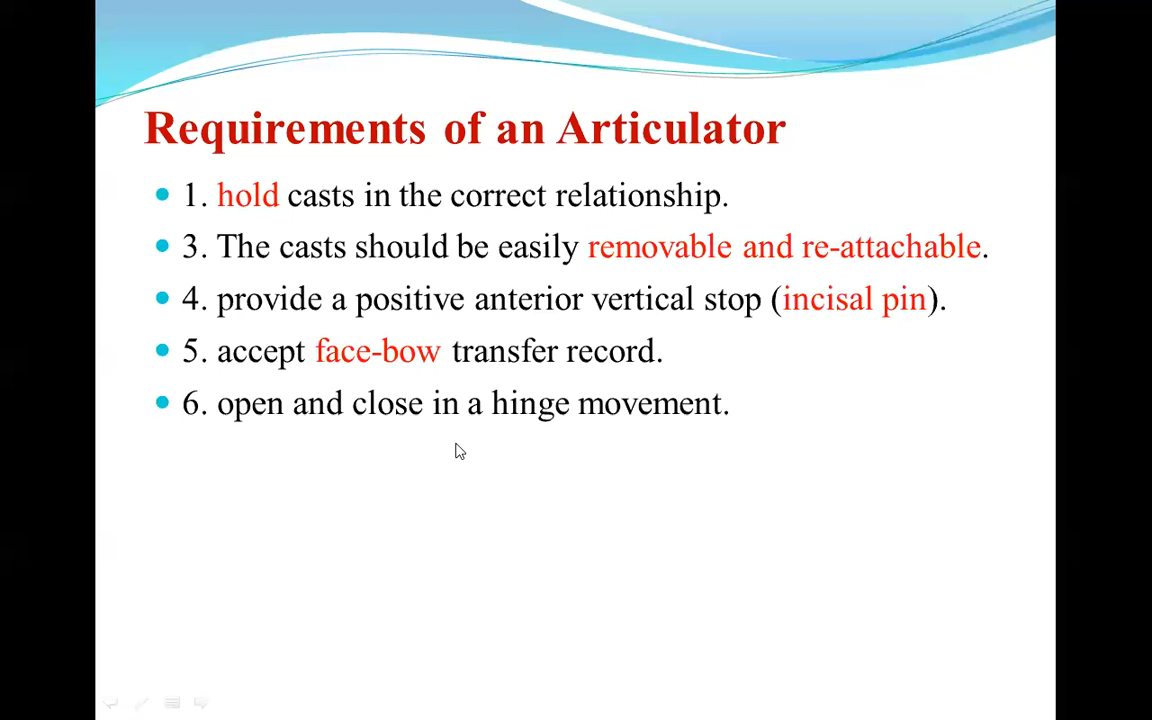 Requirements of an Articulator
1. hold casts in the correct relationship.
3. The casts should be easily removable and re-attachable.
4. provide a positive anterior vertical stop (incisal pin).
5. accept face-bow transfer record.
6. open and close in a hinge movement.